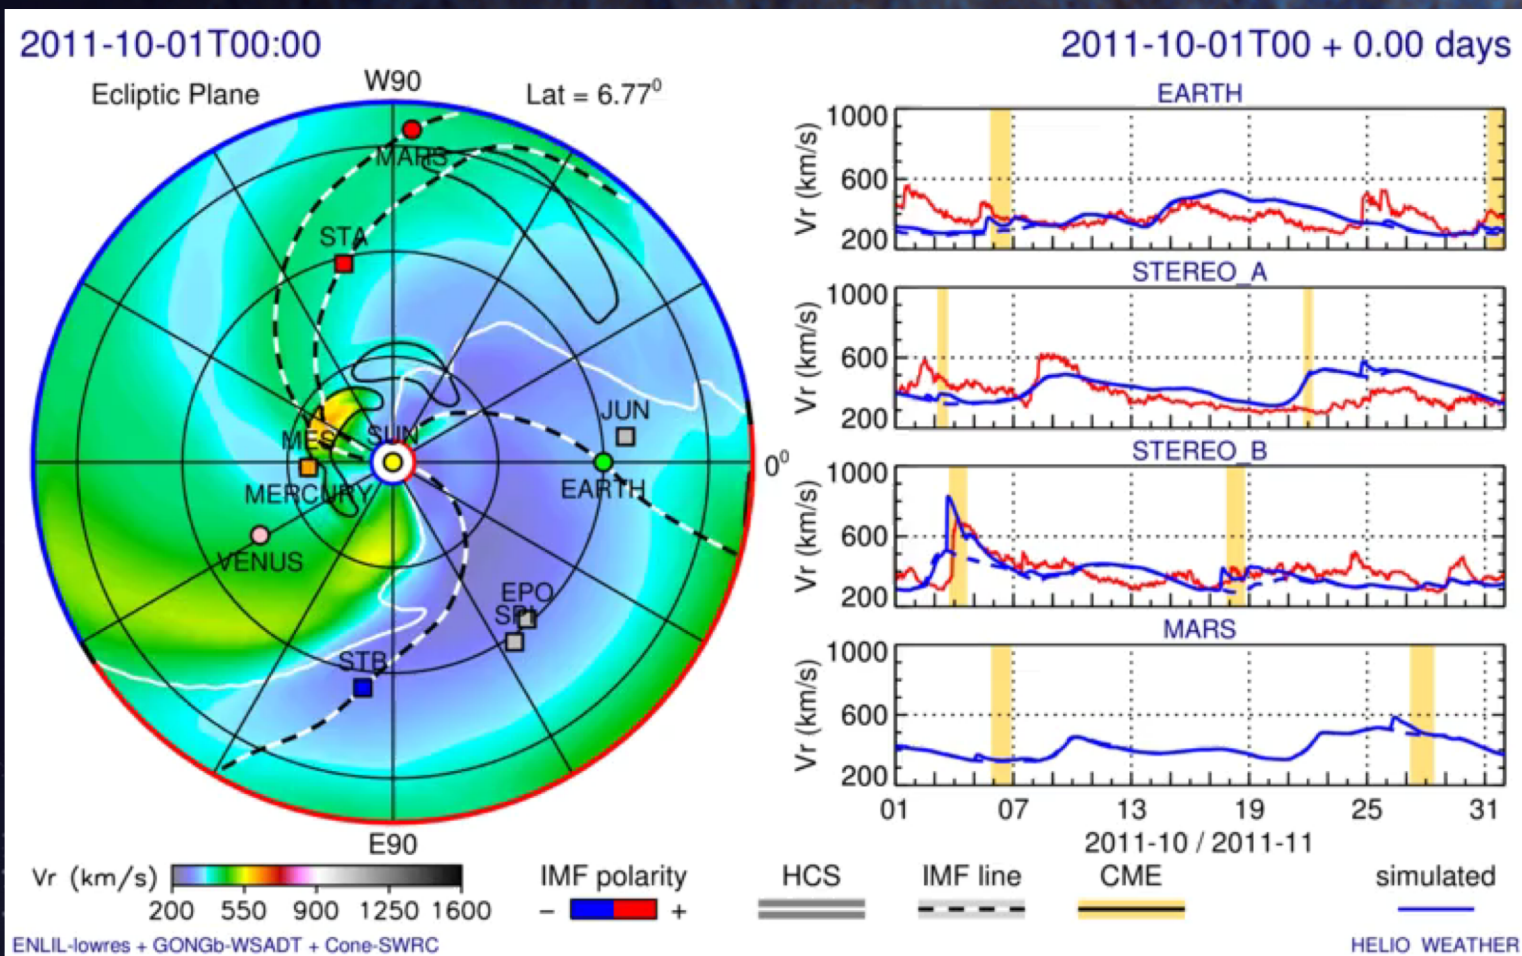 2011-10-01T00:00
2011-10-01T00 + 0.00 days
Ecliptic Plane
W90
Lat = 6.77⁰
MARS
STA
JUN
MES
SUN
0⁰
MERCURY
EARTH
VENUS
EPO
SPI
STB
E90
EARTH
Vr (km/s)
1000
600
200
STEREO_A
Vr (km/s)
1000
600
200
STEREO_B
Vr (km/s)
1000
600
200
MARS
Vr (km/s)
1000
600
200
01 07 13 19 25 31
2011-10 / 2011-11
Vr (km/s)
200 550 900 1250 1600
IMF polarity
- +
HCS
IMF line
CME
simulated
ENLIL-lowres + GONGb-WSADT + Cone-SWRC
HELIO WEATHER